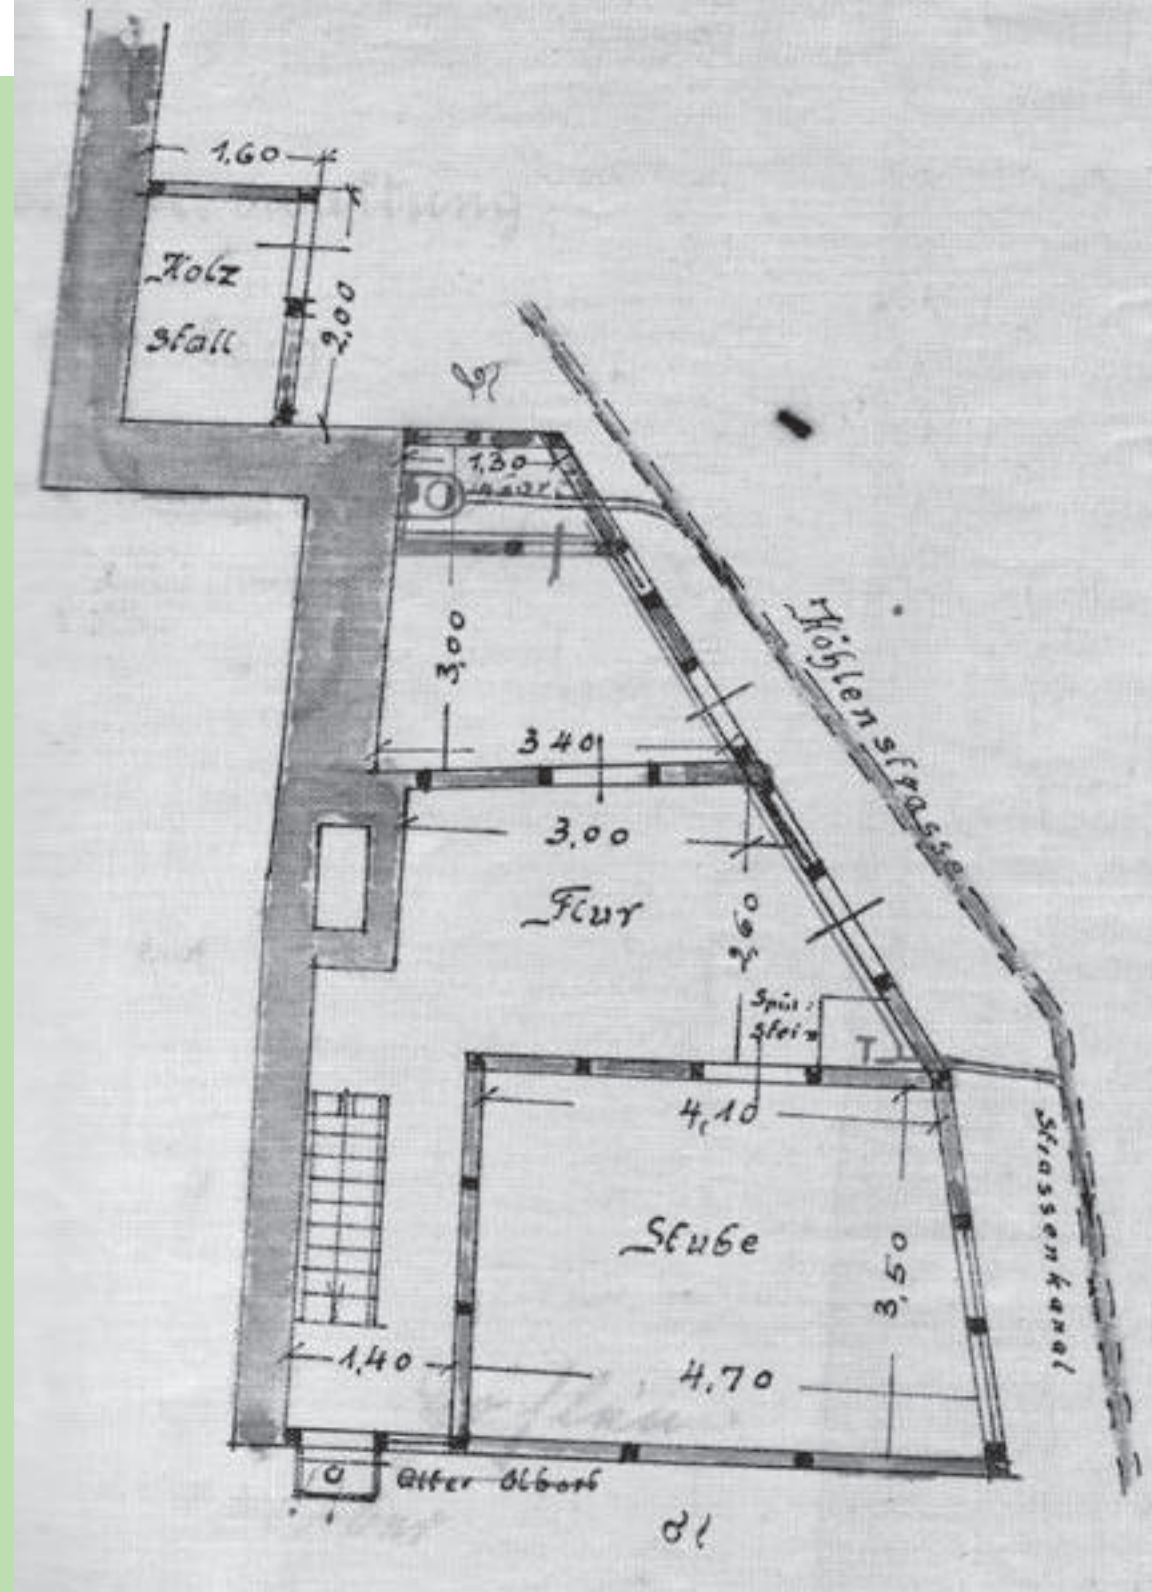 1,60
Holz
stall
2,00
1,30
3,00
3 40
Höhlenstrasse.
3,00
Flur
2,60
Spül:
stein
4,10
Stube
3,50
Strassenkanal
1,40
4,70
Alter Abort